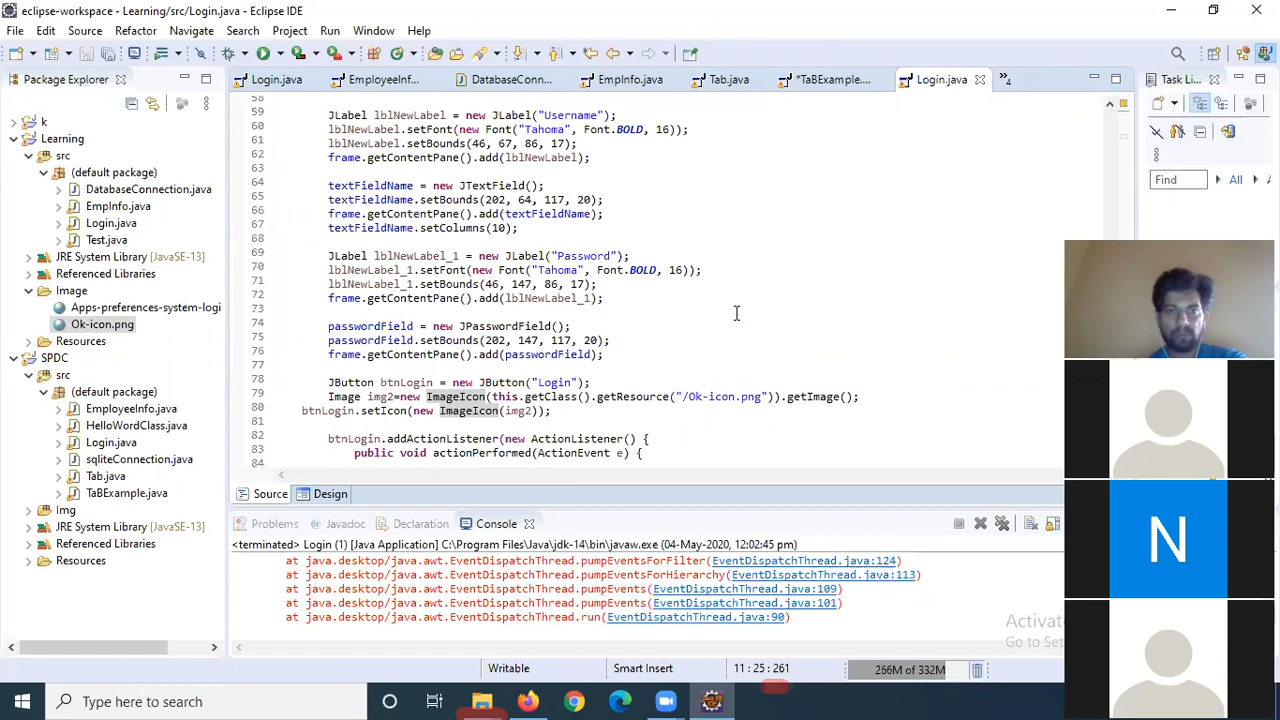 eclipse-workspace - Learning/src/Login.java - Eclipse IDE
File Edit Source Refactor Navigate Search Project Run Window Help
Package Explorer
Login.java
EmployeeInf...
DatabaseConn...
EmpInfo.java
Tab.java
*TaBExample....
Login.java
4
Task Li...
k
Learning
src
(default package)
DatabaseConnection.java
EmpInfo.java
Login.java
Test.java
JRE System Library [JavaSE-13]
Referenced Libraries
Image
Apps-preferences-system-logi
Ok-icon.png
Resources
SPDC
src
(default package)
EmployeeInfo.java
HelloWordClass.java
Login.java
sqliteConnection.java
Tab.java
TaBExample.java
Img
JRE System Library [JavaSE-13]
Referenced Libraries
Resources
58
59 JLabel lblNewLabel = new JLabel("Username");
60 lblNewLabel.setFont(new Font("Tahoma", Font.BOLD, 16));
61 lblNewLabel.setBounds(46, 67, 86, 17);
62 frame.getContentPane().add(lblNewLabel);
63
64 textFieldName = new JTextField();
65 textFieldName.setBounds(202, 64, 117, 20);
66 frame.getContentPane().add(textFieldName);
67 textFieldName.setColumns(10);
68
69 JLabel lblNewLabel_1 = new JLabel("Password");
70 lblNewLabel_1.setFont(new Font("Tahoma", Font.BOLD, 16));
71 lblNewLabel_1.setBounds(46, 147, 86, 17);
72 frame.getContentPane().add(lblNewLabel_1);
73
74 passwordField = new JPasswordField();
75 passwordField.setBounds(202, 147, 117, 20);
76 frame.getContentPane().add(passwordField);
77
78 JButton btnLogin = new JButton("Login");
79 Image img2=new ImageIcon(this.getClass().getResource("/Ok-icon.png")).getImage();
80 btnLogin.setIcon(new ImageIcon(img2));
81
82 btnLogin.addActionListener(new ActionListener() {
83 public void actionPerformed(ActionEvent e) {
84
Find All A
Source Design
Problems Javadoc Declaration Console
<terminated> Login (1) [Java Application] C:\Program Files\Java\jdk-14\bin\javaw.exe (04-May-2020, 12:02:45 pm)
at java.desktop/java.awt.EventDispatchThread.pumpEventsForFilter(EventDispatchThread.java:124)
at java.desktop/java.awt.EventDispatchThread.pumpEventsForHierarchy(EventDispatchThread.java:113)
at java.desktop/java.awt.EventDispatchThread.pumpEvents(EventDispatchThread.java:109)
at java.desktop/java.awt.EventDispatchThread.pumpEvents(EventDispatchThread.java:101)
at java.desktop/java.awt.EventDispatchThread.run(EventDispatchThread.java:90)
N
Activat
Go to Set
Writable Smart Insert 11 : 25 : 261 266M of 332M
Type here to search